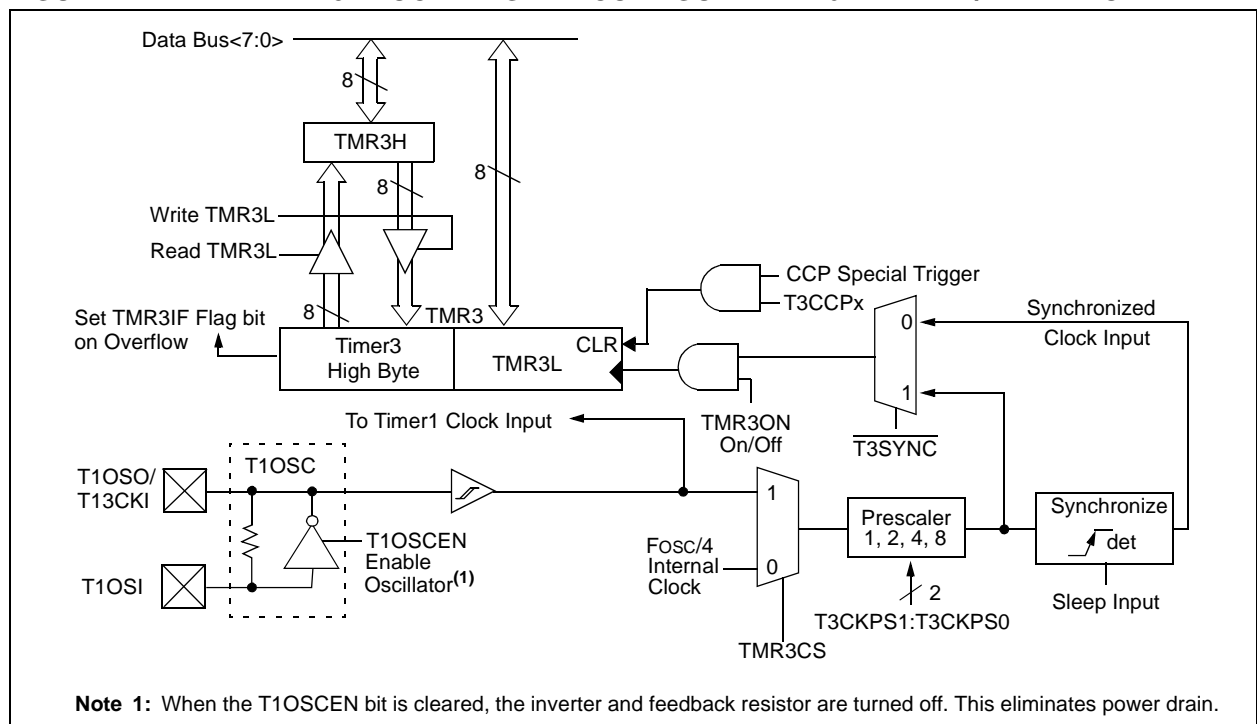 Data Bus<7:0>
8
TMR3H
8
8
Write TMR3L
Read TMR3L
8
CCP Special Trigger
T3CCPx
Set TMR3IF Flag bit
on Overflow
TMR3
Timer3
High Byte
TMR3L
CLR
0
1
Synchronized
Clock Input
To Timer1 Clock Input
TMR3ON
On/Off
T3SYNC
T1OSO/
T13CKI
T1OSC
T1OSCEN
Enable
Oscillator(1)
T1OSI
1
0
FOSC/4
Internal
Clock
Prescaler
1, 2, 4, 8
Synchronize
det
2
T3CKPS1:T3CKPS0
Sleep Input
TMR3CS
Note 1: When the T1OSCEN bit is cleared, the inverter and feedback resistor are turned off. This eliminates power drain.